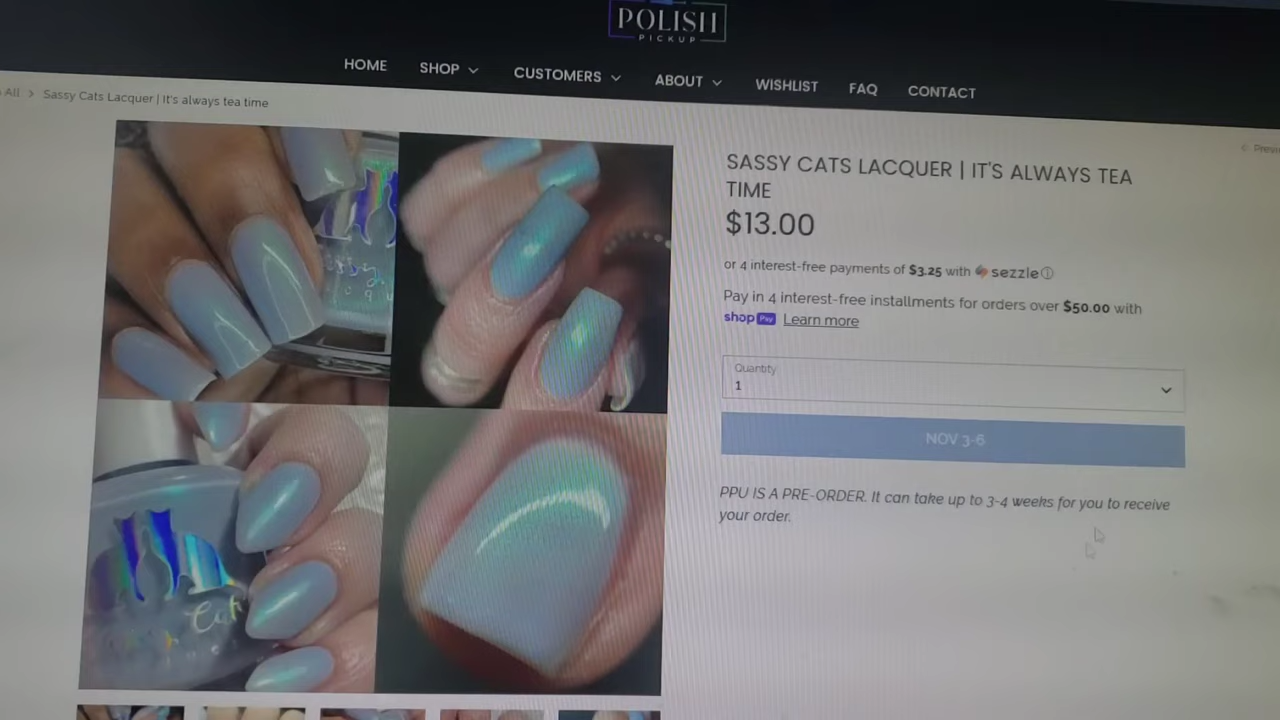 POLISH
PICKUP
HOME SHOP CUSTOMERS ABOUT WISHLIST FAQ CONTACT
All > Sassy Cats Lacquer | It's always tea time
SASSY CATS LACQUER | IT'S ALWAYS TEA
TIME
$13.00
or 4 interest-free payments of $3.25 with sezzle
Pay in 4 interest-free installments for orders over $50.00 with
shop Pay Learn more
Quantity
1
NOV 3-6
PPU IS A PRE-ORDER. It can take up to 3-4 weeks for you to receive
your order.